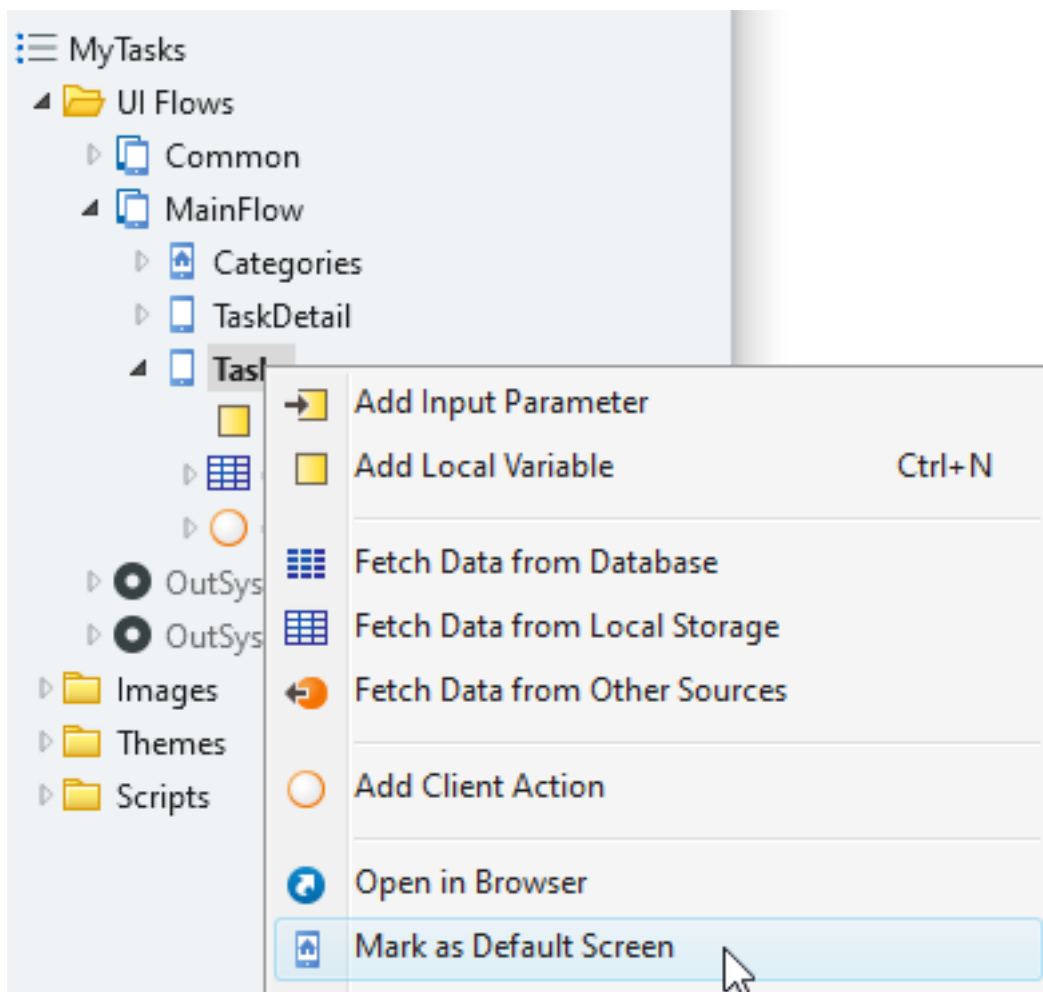 MyTasks
UI Flows
Common
MainFlow
Categories
TaskDetail
Add Input Parameter
Add Local Variable Ctrl+N
Fetch Data from Database
Fetch Data from Local Storage
OutSys
Fetch Data from Other Sources
OutSys
Images
Themes
Add Client Action
Scripts
Open in Browser
Mark as Default Screen